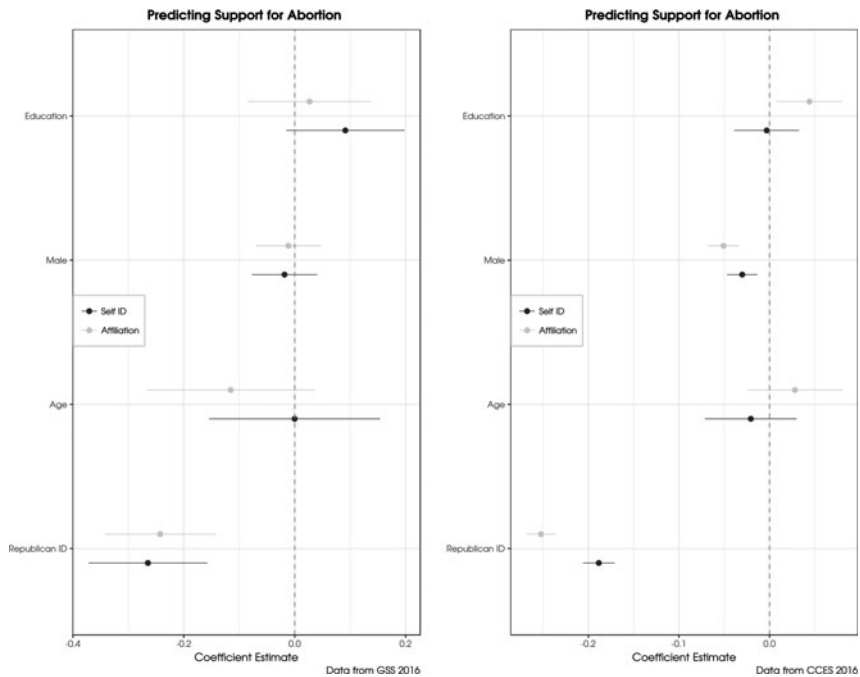 Predicting Support for Abortion
Education
Male
Self ID
Affiliation
Age
Republican ID
-0.4
-0.2
0.0
0.2
Coefficient Estimate
Data from GSS 2016
Predicting Support for Abortion
Education
Male
Self ID
Affiliation
Age
Republican ID
-0.2
-0.1
0.0
Coefficient Estimate
Data from CCES 2016